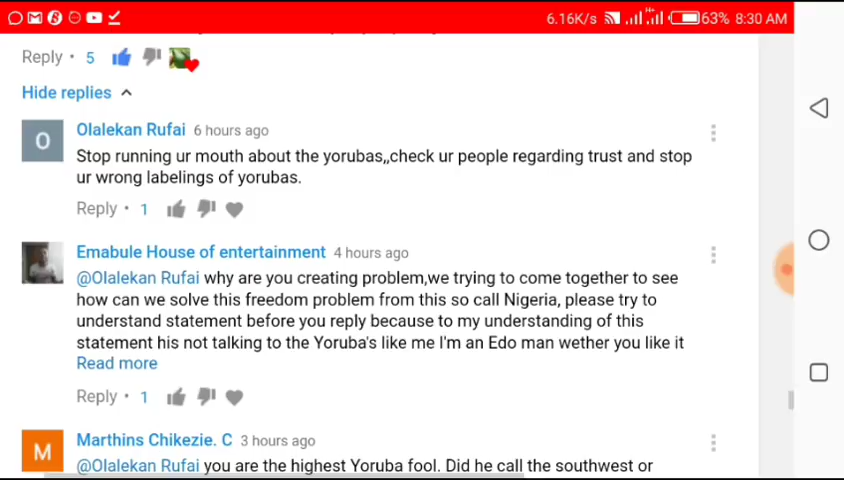 6.16K/s H+ 63% 8:30 AM
Reply • 5
Hide replies
O
Olalekan Rufai 6 hours ago
Stop running ur mouth about the yorubas,,check ur people regarding trust and stop
ur wrong labelings of yorubas.
Reply • 1
Emabule House of entertainment 4 hours ago
@Olalekan Rufai why are you creating problem,we trying to come together to see
how can we solve this freedom problem from this so call Nigeria, please try to
understand statement before you reply because to my understanding of this
statement his not talking to the Yoruba's like me I'm an Edo man wether you like it
Read more
Reply • 1
M
Marthins Chikezie. C 3 hours ago
@Olalekan Rufai you are the highest Yoruba fool. Did he call the southwest or